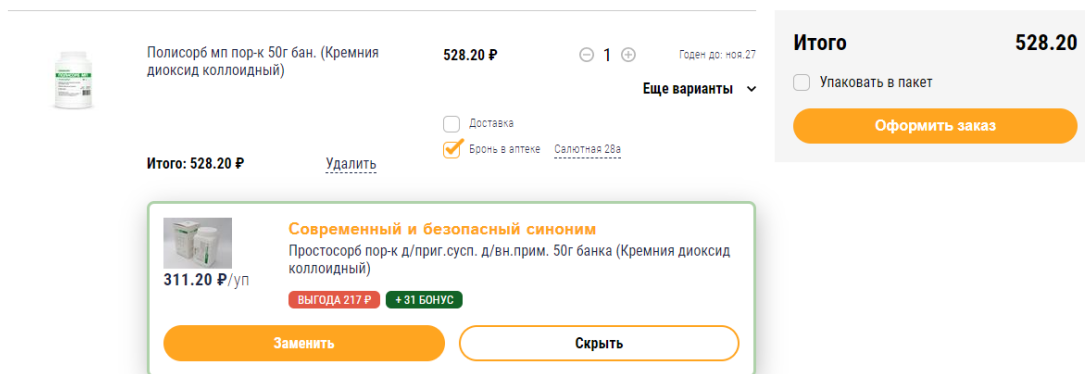 Полисорб мп пор-к 50г бан. (Кремния
диоксид коллоидный)
528.20 ₽
1
Годен до: ноя.27
Еще варианты
Доставка
Бронь в аптеке Салютная 28а
Итого: 528.20 ₽
Удалить
Современный и безопасный синоним
Простосорб пор-к д/приг.сусп. д/вн.прим. 50г банка (Кремния диоксид
коллоидный)
311.20 ₽/уп
ВЫГОДА 217 ₽
+ 31 БОНУС
Заменить
Скрыть
Итого 528.20
Упаковать в пакет
Оформить заказ